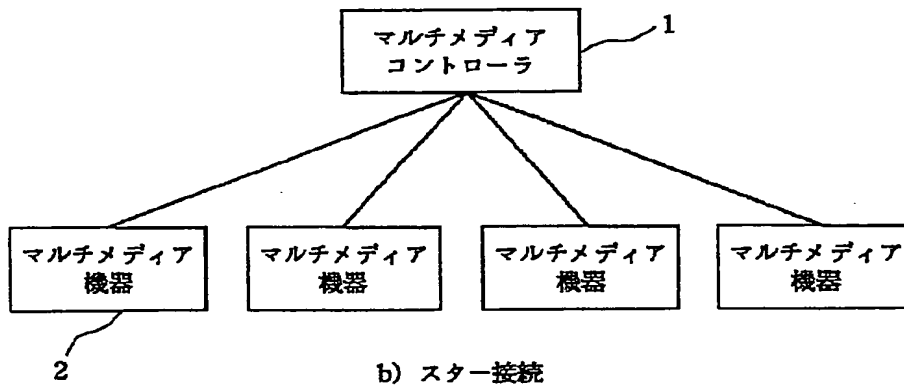 マルチメディア
コントローラ
1
マルチメディア
機器
マルチメディア
機器
マルチメディア
機器
マルチメディア
機器
2
b) スター接続